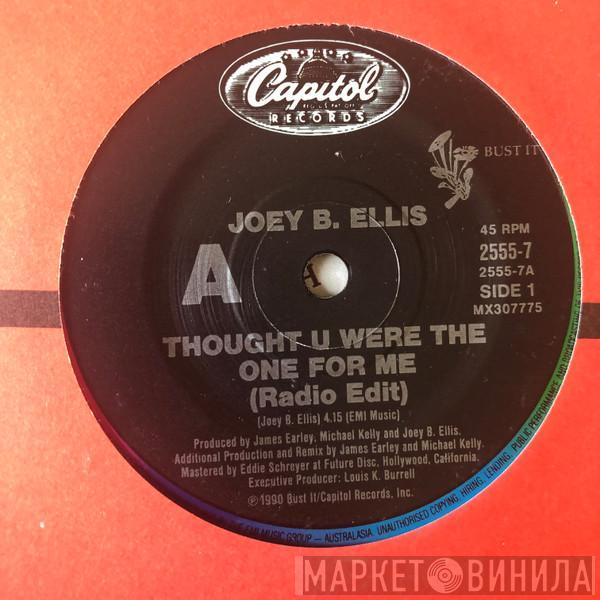 Capitol
RECORDS
BUST IT
JOEY B. ELLIS
A
45 RPM
2555-7
2555-7A
SIDE 1
MX307775
THOUGHT U WERE THE
ONE FOR ME
(Radio Edit)
(Joey B. Ellis) 4.15 (EMI Music)
Produced by James Earley, Michael Kelly and Joey B. Ellis.
Additional Production and Remix by James Earley and Michael Kelly.
Mastered by Eddie Schreyer at Future Disc, Hollywood, California.
Executive Producer: Louis K. Burrell
℗1990 Bust It/Capitol Records, Inc.
THE EMI MUSIC GROUP – AUSTRALASIA. UNAUTHORISED COPYING, HIRING, LENDING, PUBLIC PERFORMANCE AND BROADCASTING OF
МАРКЕТ ВИНИЛА